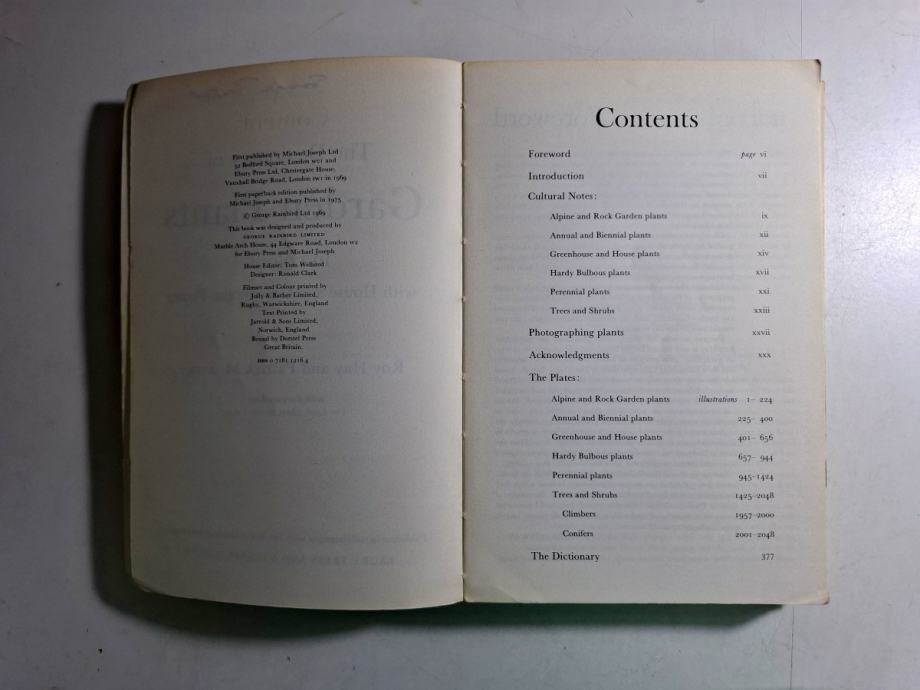 First published by Michael Joseph Ltd
52 Bedford Square, London WC1 and
Ebury Press Ltd, Chestergate House,
Vauxhall Bridge Road, London SW1 in 1969
First paperback edition published by
Michael Joseph and Ebury Press in 1975
© George Rainbird Ltd 1969
This book was designed and produced by
GEORGE RAINBIRD LIMITED
Marble Arch House, 44 Edgware Road, London W2
for Ebury Press and Michael Joseph
House Editor: Tom Wellsted
Designer: Ronald Clark
Filmset and Colour printed by
Jolly & Barber Limited,
Rugby, Warwickshire, England
Text Printed by
Jarrold & Sons Limited,
Norwich, England
Bound by Dorstel Press
Great Britain.
ISBN 0 7181 1216 4
Contents
Foreword page vi
Introduction vii
Cultural Notes:
Alpine and Rock Garden plants ix
Annual and Biennial plants xii
Greenhouse and House plants xiv
Hardy Bulbous plants xvii
Perennial plants xxi
Trees and Shrubs xxiii
Photographing plants xxvii
Acknowledgments xxx
The Plates:
Alpine and Rock Garden plants illustrations 1– 224
Annual and Biennial plants 225– 400
Greenhouse and House plants 401– 656
Hardy Bulbous plants 657– 944
Perennial plants 945–1424
Trees and Shrubs 1425–2048
Climbers 1957–2000
Conifers 2001–2048
The Dictionary 377